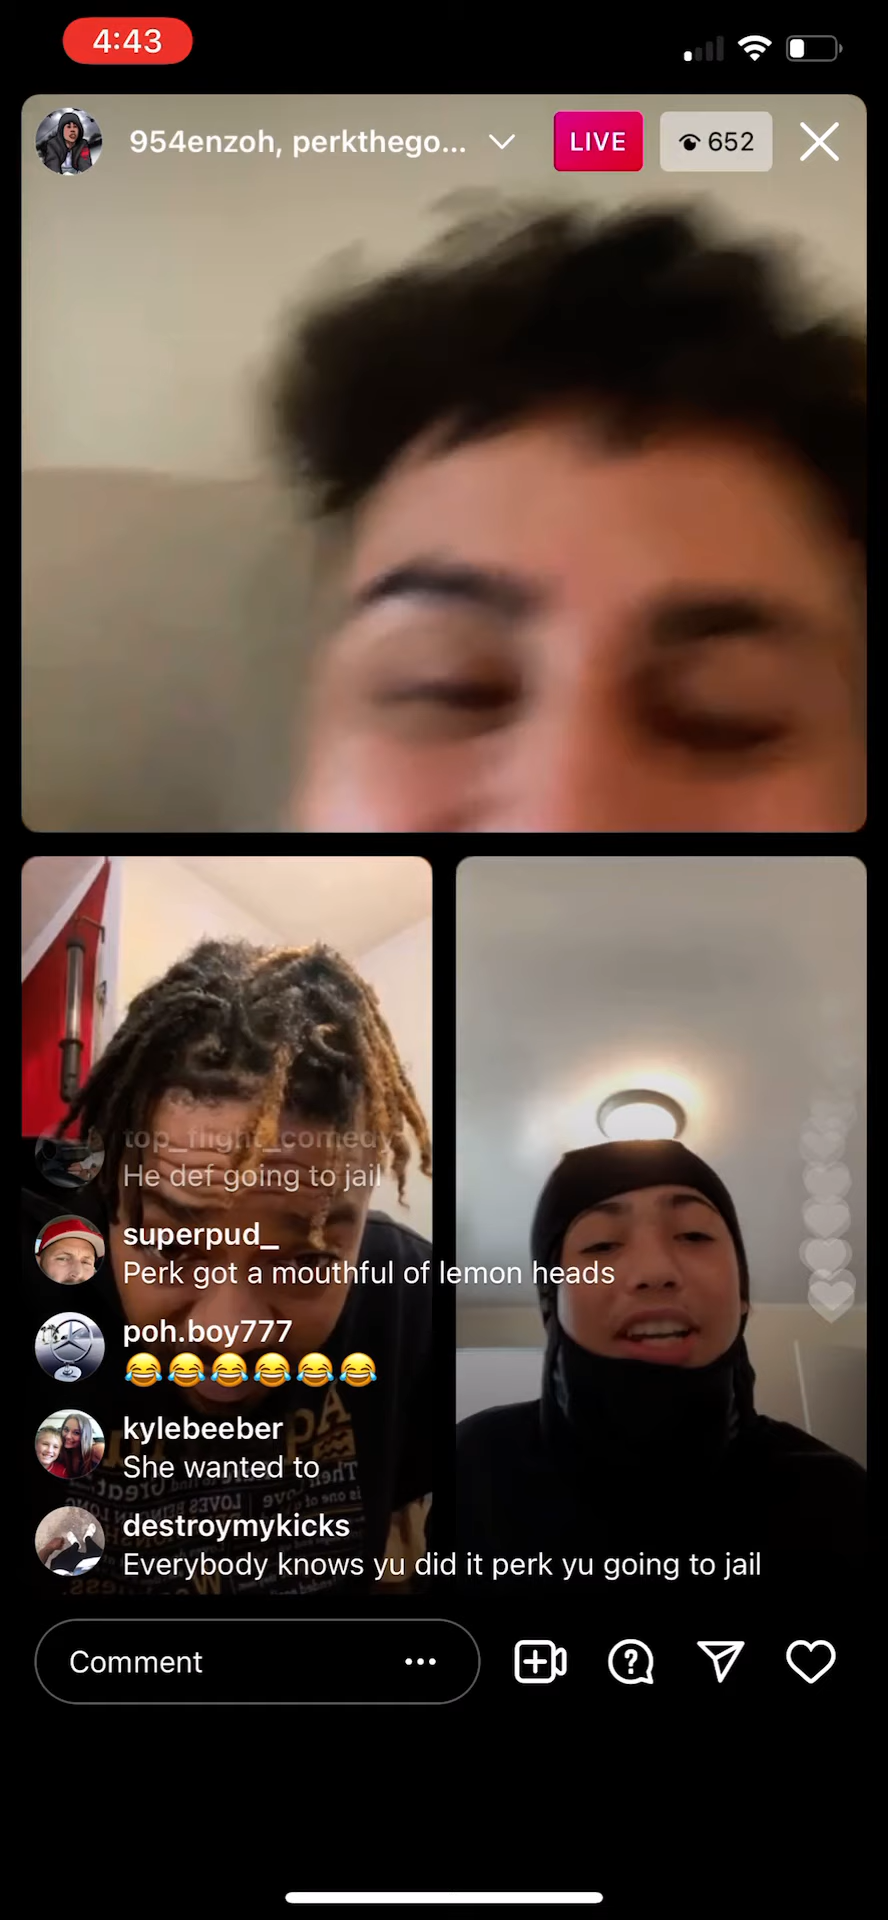 4:43
954enzoh, perkthego...
LIVE
652
top_flight_comedy
He def going to jail
superpud_
Perk got a mouthful of lemon heads
poh.boy777
😂😂😂😂😂😂
kylebeeber
She wanted to
destroymykicks
Everybody knows yu did it perk yu going to jail
Comment